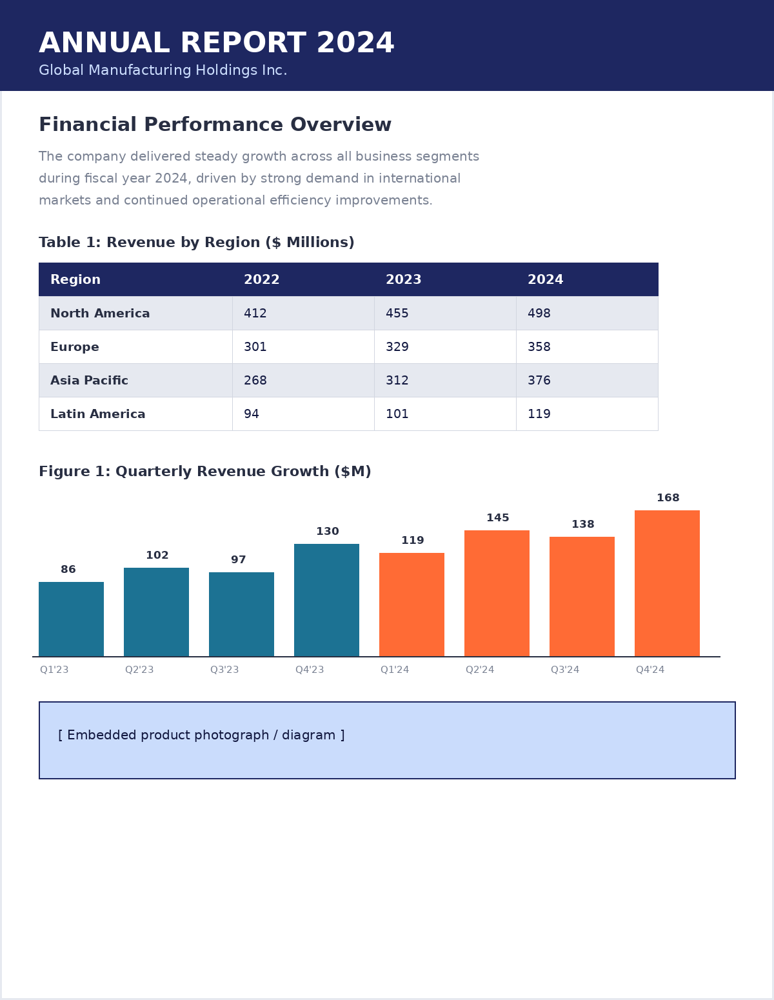 ANNUAL REPORT 2024
Global Manufacturing Holdings Inc.
Financial Performance Overview
The company delivered steady growth across all business segments
during fiscal year 2024, driven by strong demand in international
markets and continued operational efficiency improvements.
Table 1: Revenue by Region ($ Millions)
Region 2022 2023 2024
North America 412 455 498
Europe 301 329 358
Asia Pacific 268 312 376
Latin America 94 101 119
Figure 1: Quarterly Revenue Growth ($M)
86 102 97 130 119 145 138 168
Q1'23 Q2'23 Q3'23 Q4'23 Q1'24 Q2'24 Q3'24 Q4'24
[ Embedded product photograph / diagram ]